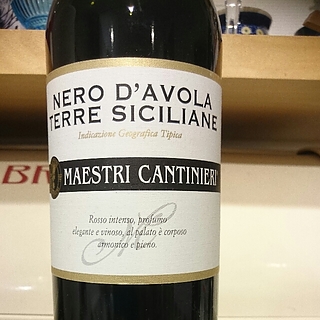 NERO D'AVOLA
TERRE SICILIANE
Indicazione Geografica Tipica
MAESTRI CANTINIERI
Rosso intenso, profumo
elegante e vinoso, al palato è corposo
armonico e pieno.